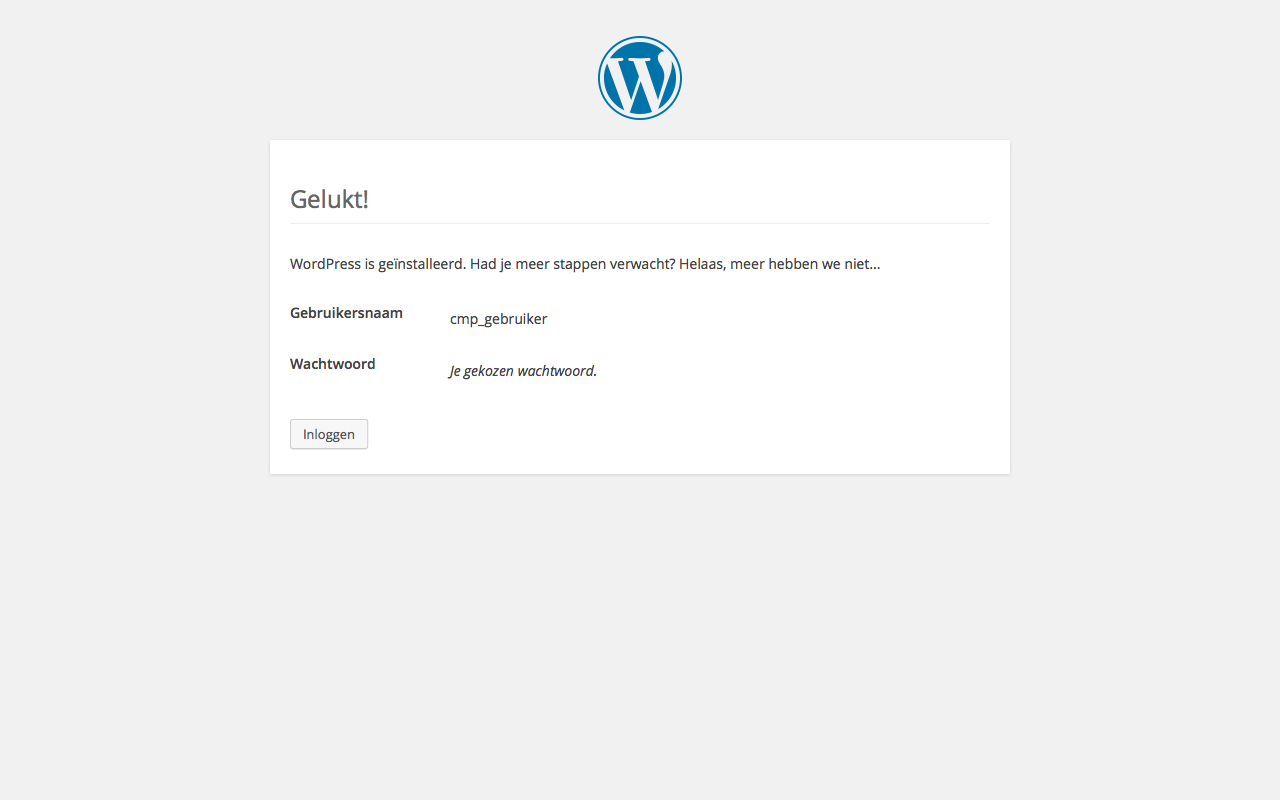 Gelukt!
WordPress is geïnstalleerd. Had je meer stappen verwacht? Helaas, meer hebben we niet...
Gebruikersnaam cmp_gebruiker
Wachtwoord Je gekozen wachtwoord.
Inloggen